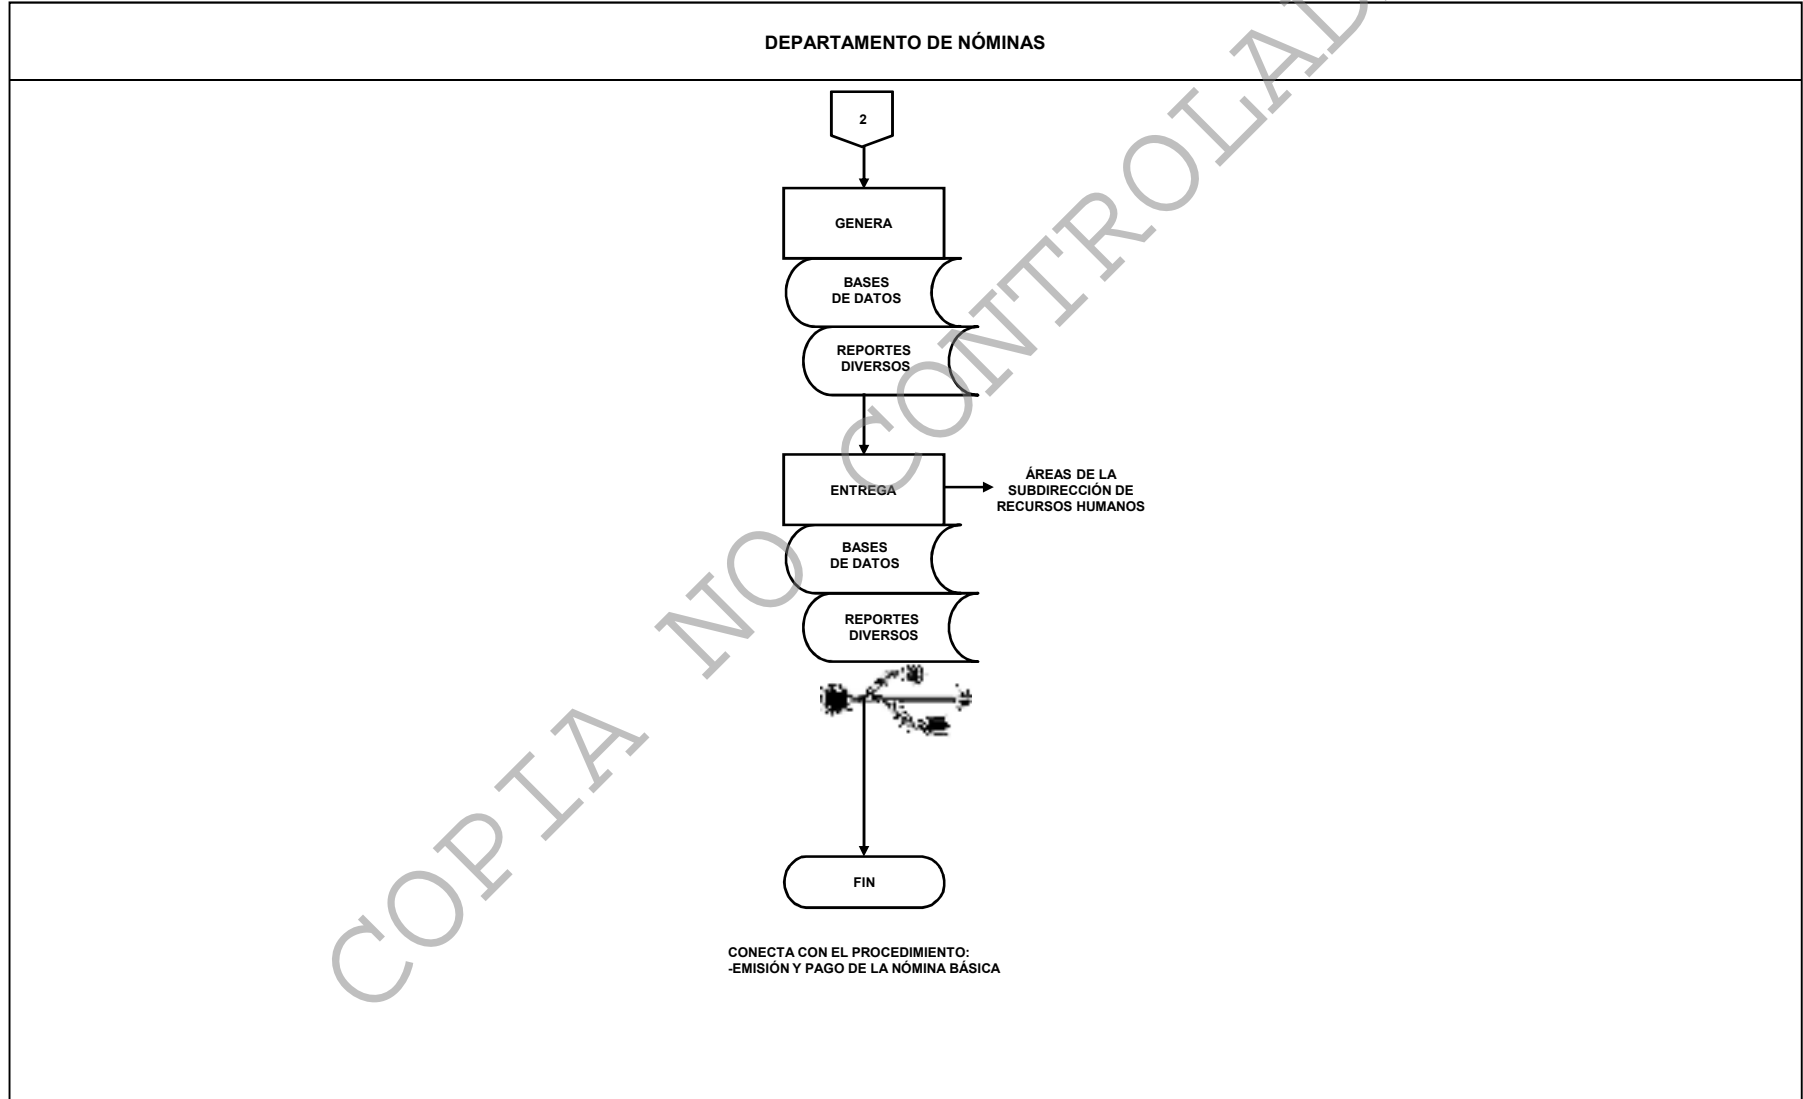 DEPARTAMENTO DE NÓMINAS
2
GENERA
BASES
DE DATOS
REPORTES
DIVERSOS
ENTREGA
ÁREAS DE LA
SUBDIRECCIÓN DE
RECURSOS HUMANOS
BASES
DE DATOS
REPORTES
DIVERSOS
FIN
CONECTA CON EL PROCEDIMIENTO:
-EMISIÓN Y PAGO DE LA NÓMINA BÁSICA
COPIA NO CONTROLAD